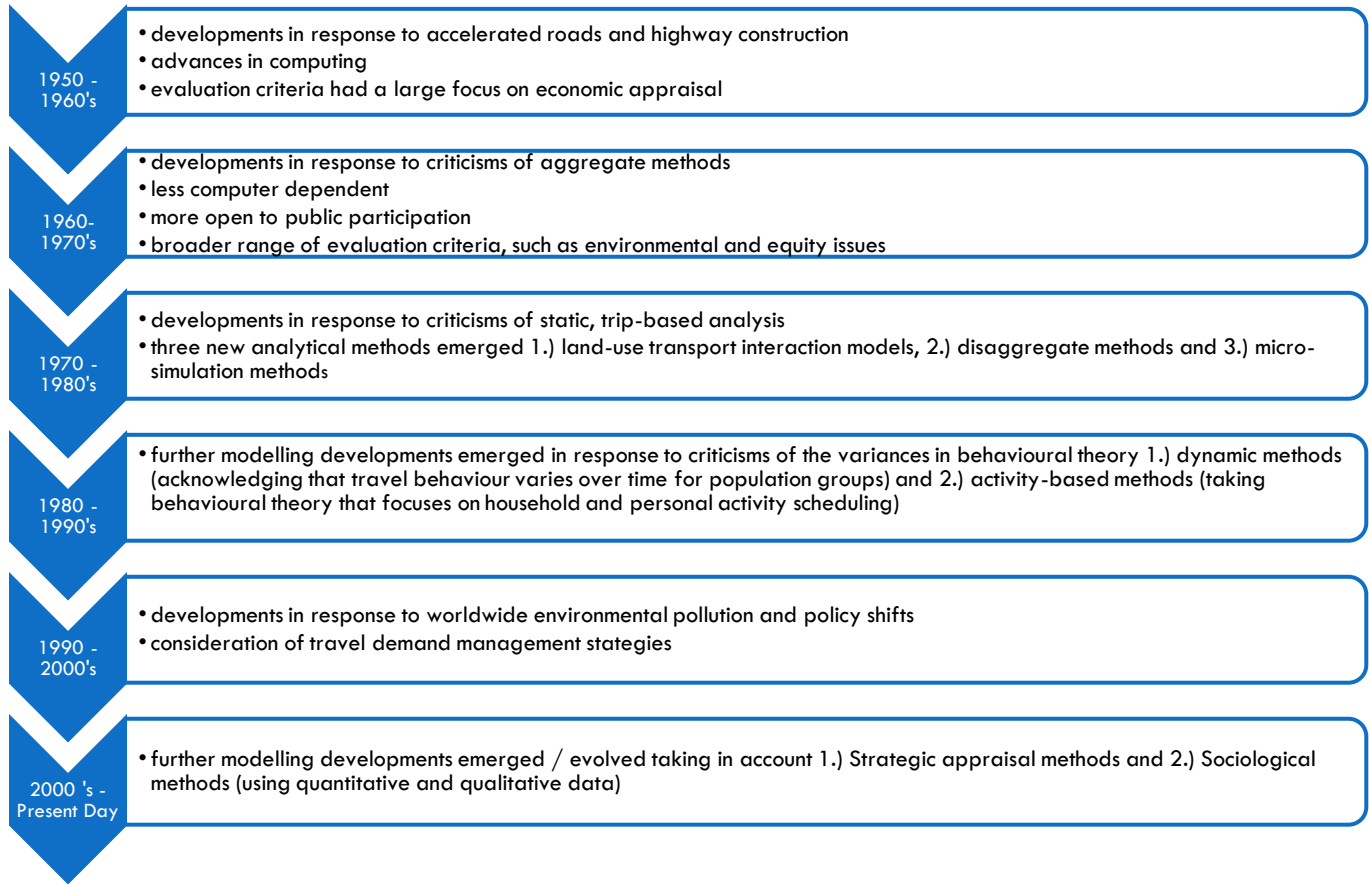 1950 -
1960's
• developments in response to accelerated roads and highway construction
• advances in computing
• evaluation criteria had a large focus on economic appraisal
1960-
1970's
• developments in response to criticisms of aggregate methods
• less computer dependent
• more open to public participation
• broader range of evaluation criteria, such as environmental and equity issues
1970 -
1980's
• developments in response to criticisms of static, trip-based analysis
• three new analytical methods emerged 1.) land-use transport interaction models, 2.) disaggregate methods and 3.) micro-
simulation methods
1980 -
1990's
• further modelling developments emerged in response to criticisms of the variances in behavioural theory 1.) dynamic methods
(acknowledging that travel behaviour varies over time for population groups) and 2.) activity-based methods (taking
behavioural theory that focuses on household and personal activity scheduling)
1990 -
2000's
• developments in response to worldwide environmental pollution and policy shifts
• consideration of travel demand management stategies
2000 's -
Present Day
• further modelling developments emerged / evolved taking in account 1.) Strategic appraisal methods and 2.) Sociological
methods (using quantitative and qualitative data)